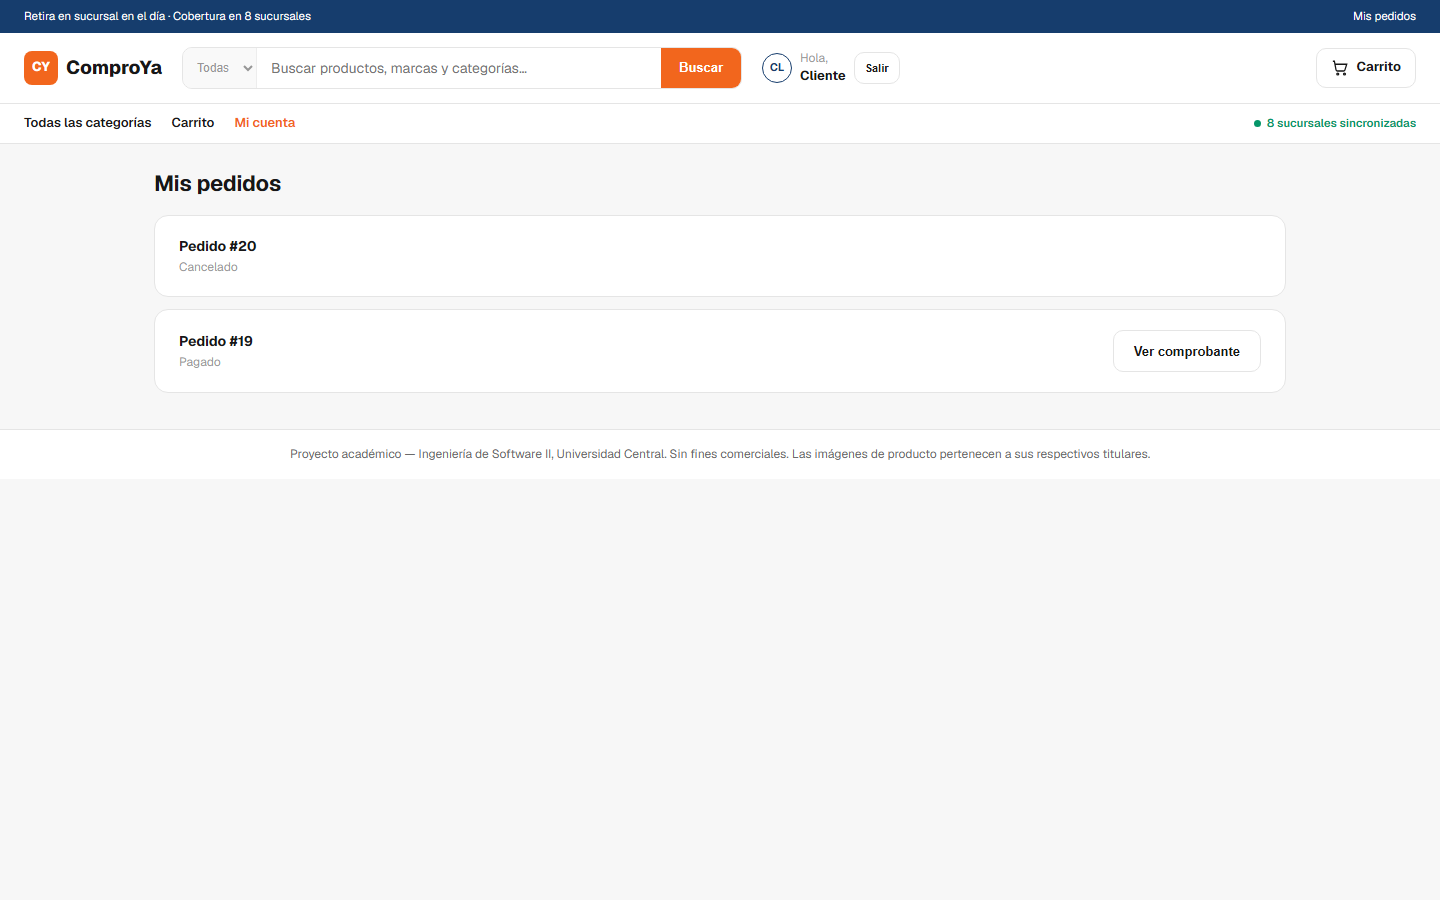 Retira en sucursal en el día · Cobertura en 8 sucursales
Mis pedidos
CY
ComproYa
Todas
Buscar productos, marcas y categorías...
Buscar
CL
Hola,
Cliente
Salir
Carrito
Todas las categorías
Carrito
Mi cuenta
8 sucursales sincronizadas
Mis pedidos
Pedido #20
Cancelado
Pedido #19
Pagado
Ver comprobante
Proyecto académico — Ingeniería de Software II, Universidad Central. Sin fines comerciales. Las imágenes de producto pertenecen a sus respectivos titulares.